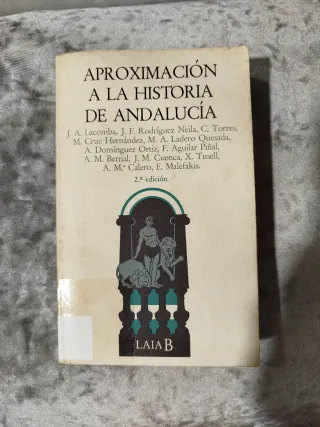 APROXIMACIÓN
A LA HISTORIA
DE ANDALUCÍA
J. A. Lacomba, J. F. Rodríguez Neila, C. Torres,
M. Cruz Hernández, M. A. Ladero Quesada,
A. Domínguez Ortiz, F. Aguilar Piñal,
A. M. Bernal, J. M. Cuenca, X. Tusell,
A. M.ª Calero, E. Malefakis.
2.ª edición
LAIA B